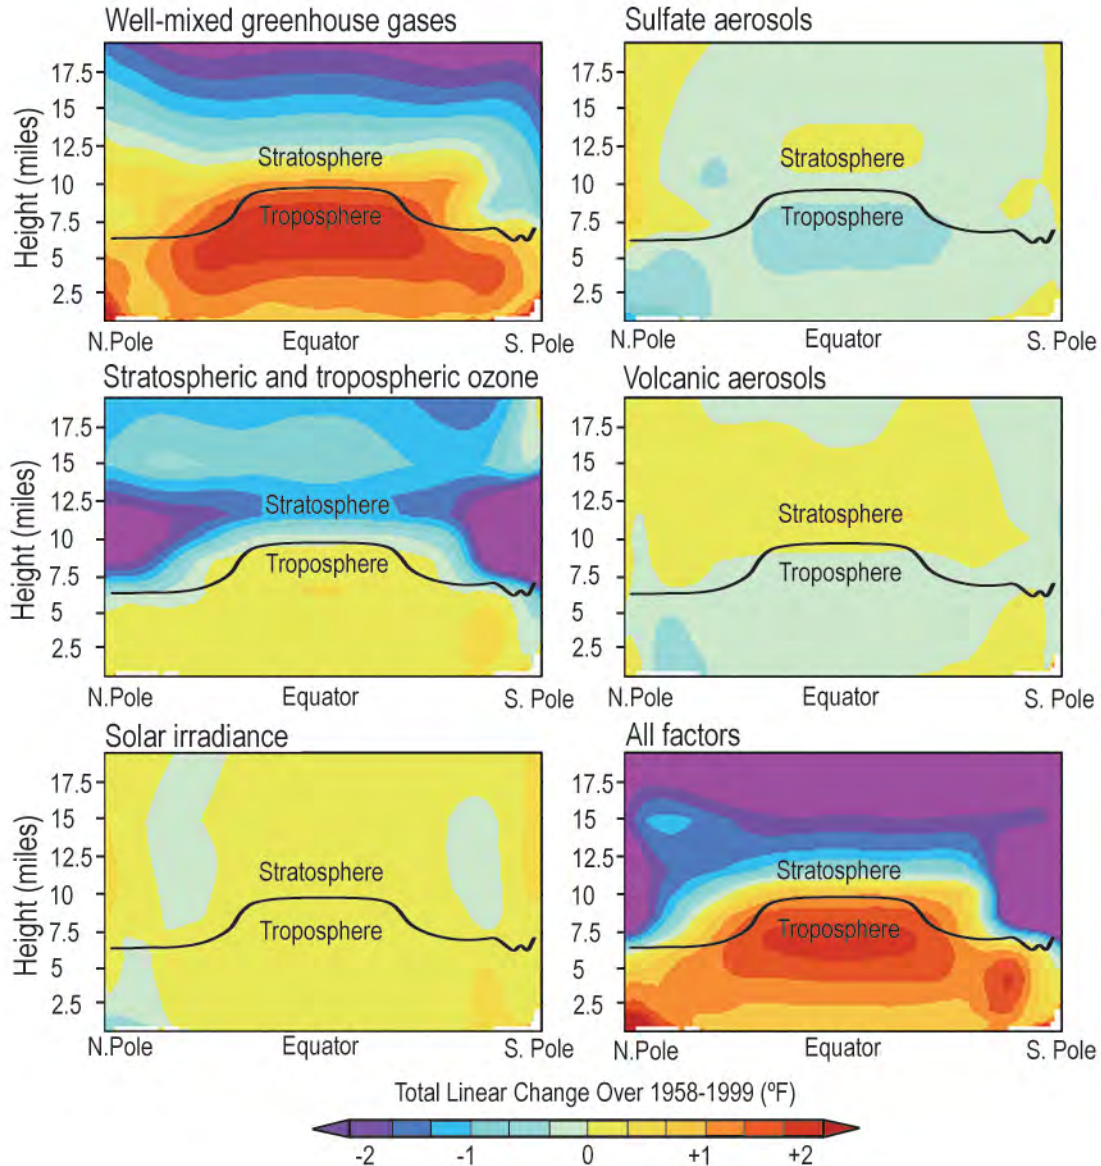 Well-mixed greenhouse gases
Height (miles)
17.5
15
12.5
10
7.5
5
2.5
Stratosphere
Troposphere
N.Pole Equator S. Pole
Sulfate aerosols
17.5
15
12.5
10
7.5
5
2.5
Stratosphere
Troposphere
N.Pole Equator S. Pole
Stratospheric and tropospheric ozone
Height (miles)
17.5
15
12.5
10
7.5
5
2.5
Stratosphere
Troposphere
N.Pole Equator S. Pole
Volcanic aerosols
17.5
15
12.5
10
7.5
5
2.5
Stratosphere
Troposphere
N.Pole Equator S. Pole
Solar irradiance
Height (miles)
17.5
15
12.5
10
7.5
5
2.5
Stratosphere
Troposphere
N.Pole Equator S. Pole
All factors
17.5
15
12.5
10
7.5
5
2.5
Stratosphere
Troposphere
N.Pole Equator S. Pole
Total Linear Change Over 1958-1999 (ºF)
-2 -1 0 +1 +2